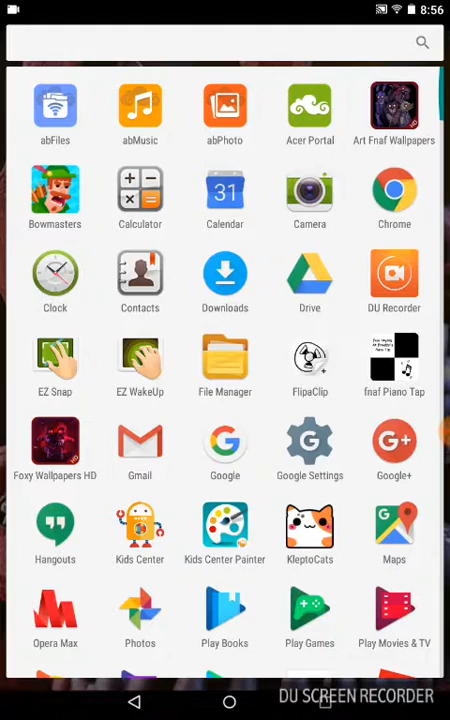 8:56
abFiles abMusic abPhoto Acer Portal Art Fnaf Wallpapers
31
Bowmasters Calculator Calendar Camera Chrome
Clock Contacts Downloads Drive DU Recorder
EZ Snap EZ WakeUp File Manager FlipaClip fnaf Piano Tap
HD
G G G+
Foxy Wallpapers HD Gmail Google Google Settings Google+
Hangouts Kids Center Kids Center Painter KleptoCats Maps
Opera Max Photos Play Books Play Games Play Movies & TV
DU SCREEN RECORDER